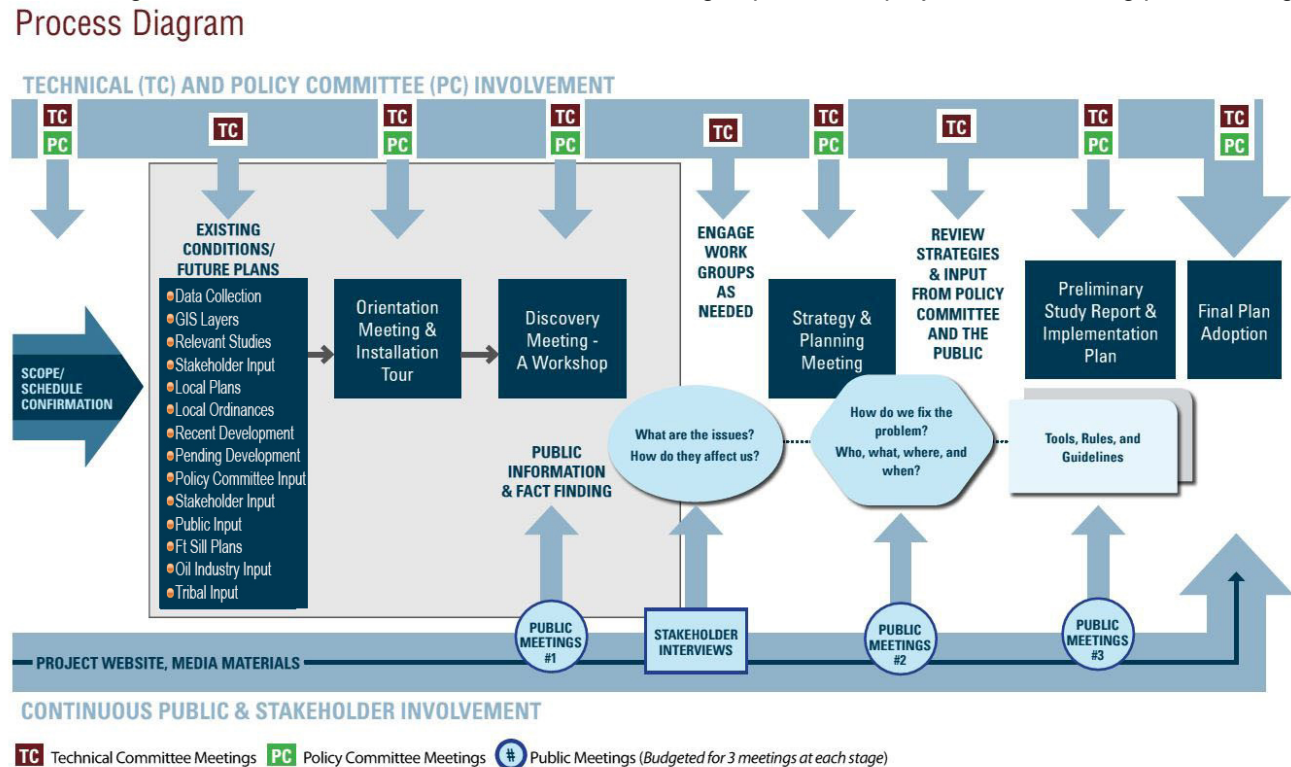 Process Diagram
TECHNICAL (TC) AND POLICY COMMITTEE (PC) INVOLVEMENT
TC
PC
TC
TC
PC
TC
PC
TC
TC
PC
TC
TC
PC
TC
PC
SCOPE/
SCHEDULE
CONFIRMATION
EXISTING
CONDITIONS/
FUTURE PLANS
Data Collection
GIS Layers
Relevant Studies
Stakeholder Input
Local Plans
Local Ordinances
Recent Development
Pending Development
Policy Committee Input
Stakeholder Input
Public Input
Ft Sill Plans
Oil Industry Input
Tribal Input
Orientation
Meeting &
Installation
Tour
Discovery
Meeting -
A Workshop
PUBLIC
INFORMATION
& FACT FINDING
ENGAGE
WORK
GROUPS
AS
NEEDED
What are the issues?
How do they affect us?
Strategy &
Planning
Meeting
How do we fix the
problem?
Who, what, where, and
when?
REVIEW
STRATEGIES
& INPUT
FROM POLICY
COMMITTEE
AND THE
PUBLIC
Preliminary
Study Report &
Implementation
Plan
Tools, Rules, and
Guidelines
Final Plan
Adoption
PROJECT WEBSITE, MEDIA MATERIALS
PUBLIC
MEETINGS
#1
STAKEHOLDER
INTERVIEWS
PUBLIC
MEETINGS
#2
PUBLIC
MEETINGS
#3
CONTINUOUS PUBLIC & STAKEHOLDER INVOLVEMENT
TC Technical Committee Meetings PC Policy Committee Meetings # Public Meetings (Budgeted for 3 meetings at each stage)